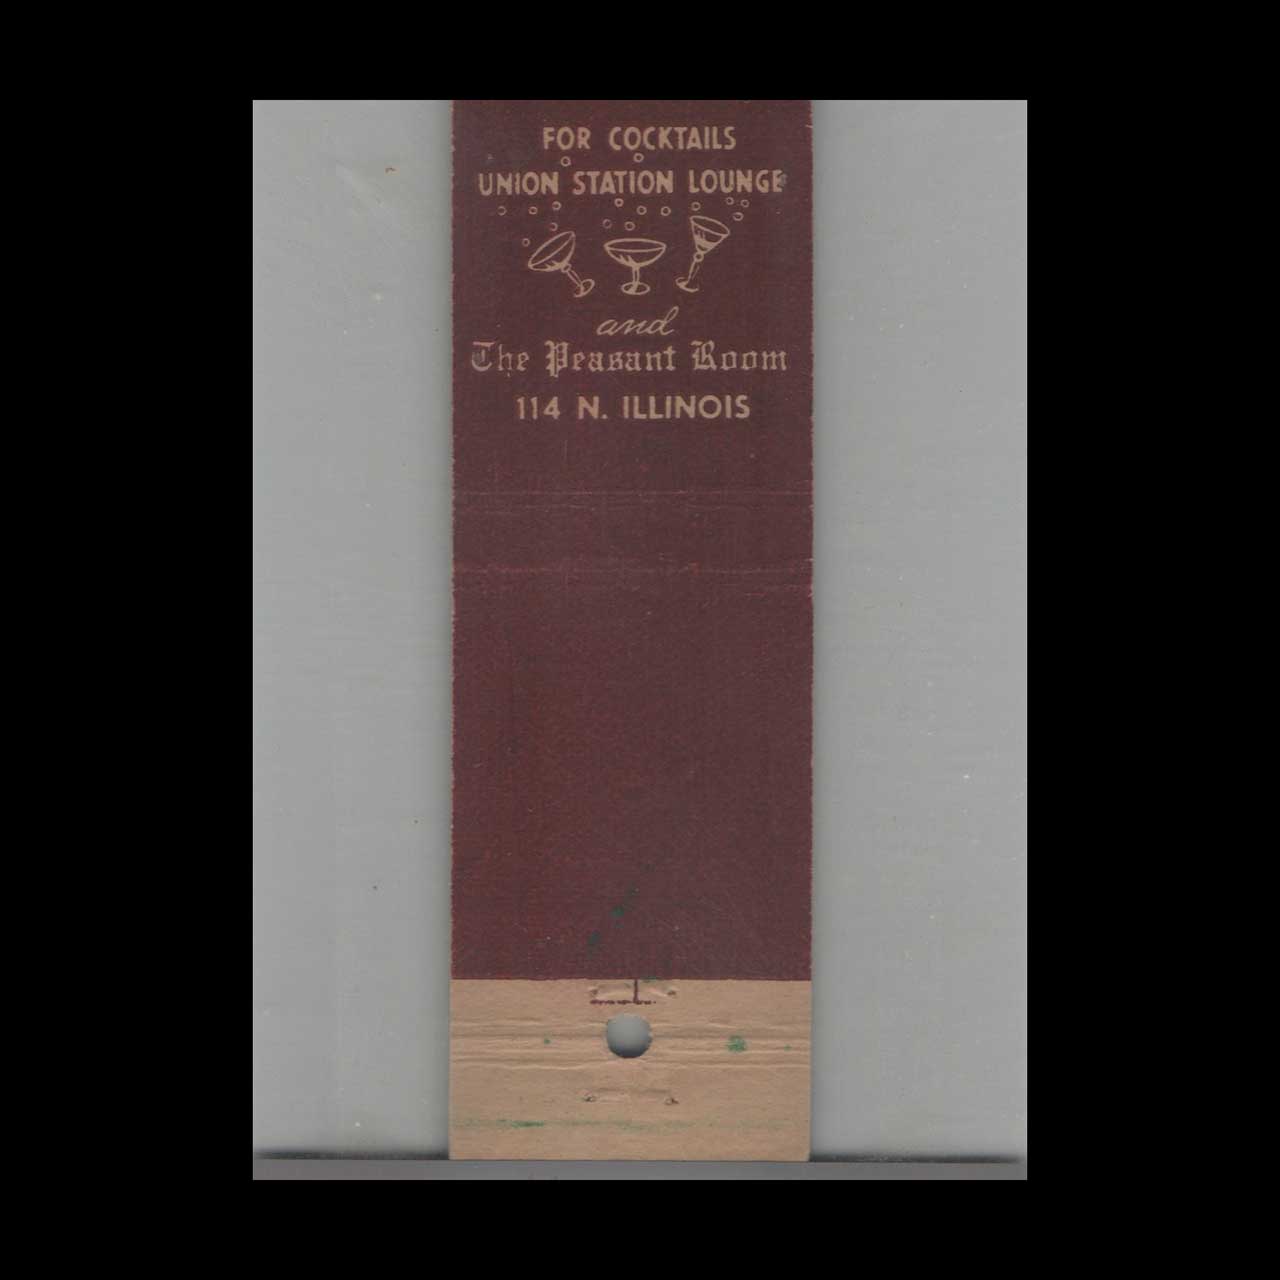 FOR COCKTAILS
UNION STATION LOUNGE
and
The Peasant Room
114 N. ILLINOIS